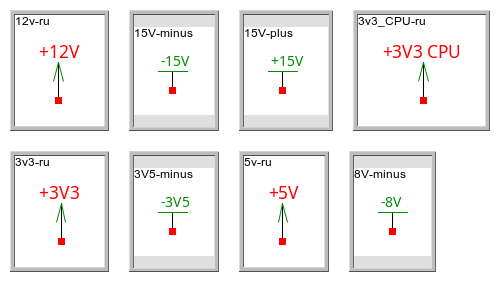 12v-ru
+12V
15V-minus
-15V
15V-plus
+15V
3v3_CPU-ru
+3V3 CPU
3v3-ru
+3V3
3V5-minus
-3V5
5v-ru
+5V
8V-minus
-8V